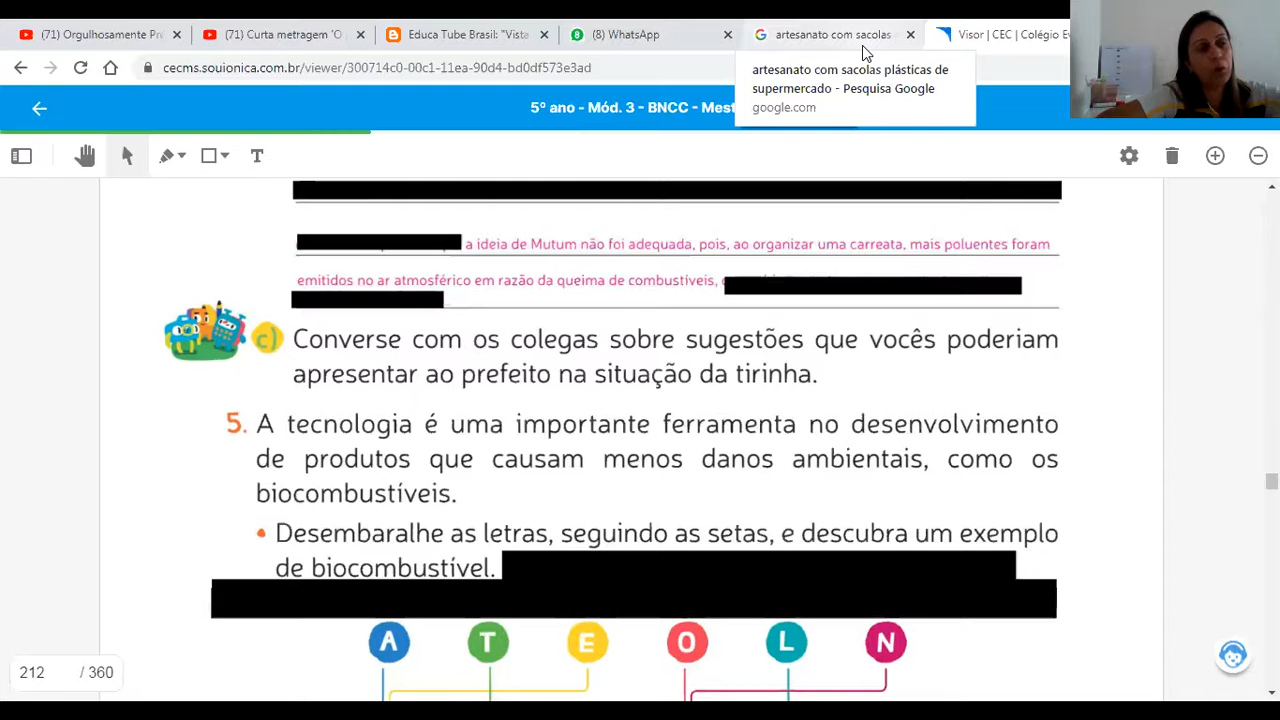 (71) Orgulhosamente Pr
(71) Curta metragem 'O
Educa Tube Brasil: "Vista
(8) WhatsApp
artesanato com sacolas
Visor | CEC | Colégio Ev
cecms.souionica.com.br/viewer/300714c0-09c1-11ea-90d4-bd0df573e3ad
artesanato com sacolas plásticas de
supermercado - Pesquisa Google
google.com
5º ano - Mód. 3 - BNCC - Mest
T
a ideia de Mutum não foi adequada, pois, ao organizar uma carreata, mais poluentes foram
emitidos no ar atmosférico em razão da queima de combustíveis,
c) Converse com os colegas sobre sugestões que vocês poderiam
apresentar ao prefeito na situação da tirinha.
5. A tecnologia é uma importante ferramenta no desenvolvimento
de produtos que causam menos danos ambientais, como os
biocombustíveis.
• Desembaralhe as letras, seguindo as setas, e descubra um exemplo
de biocombustível.
A T E O L N
212 / 360